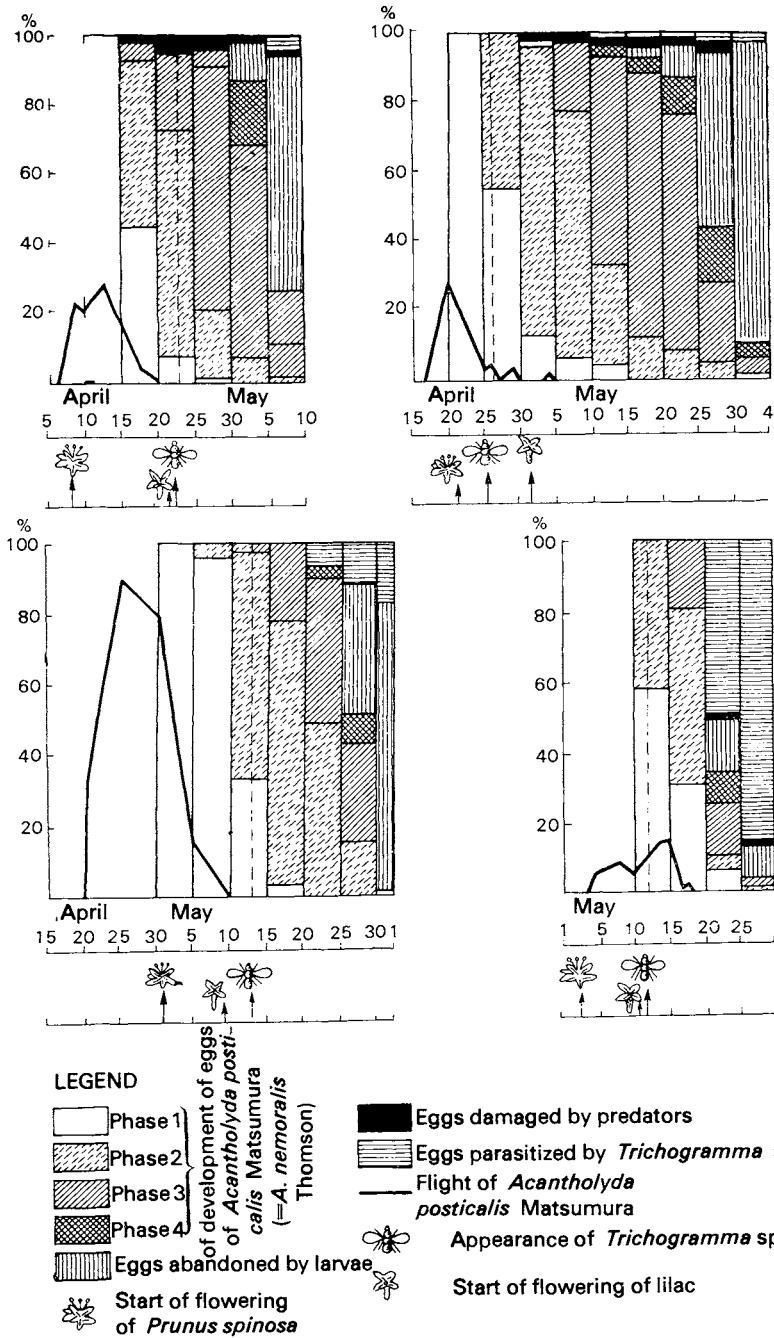 %
100
80
60
40
20
April May
5 10 15 20 25 30 5 10
%
100
80
60
40
20
April May
15 20 25 30 5 10 15 20 25 30 4
%
100
80
60
40
20
April May
15 20 25 31 5 10 15 20 25 30 1
100
80
60
40
20
May
1 5 10 15 20 25
LEGEND
Phase 1
Phase 2
Phase 3
Phase 4
of development of eggs
of Acantholyda posti-
calis Matsumura
(=A. nemoralis
Thomson)
Eggs abandoned by larvae
Start of flowering
of Prunus spinosa
Eggs damaged by predators
Eggs parasitized by Trichogramma
Flight of Acantholyda
posticalis Matsumura
Appearance of Trichogramma sp
Start of flowering of lilac